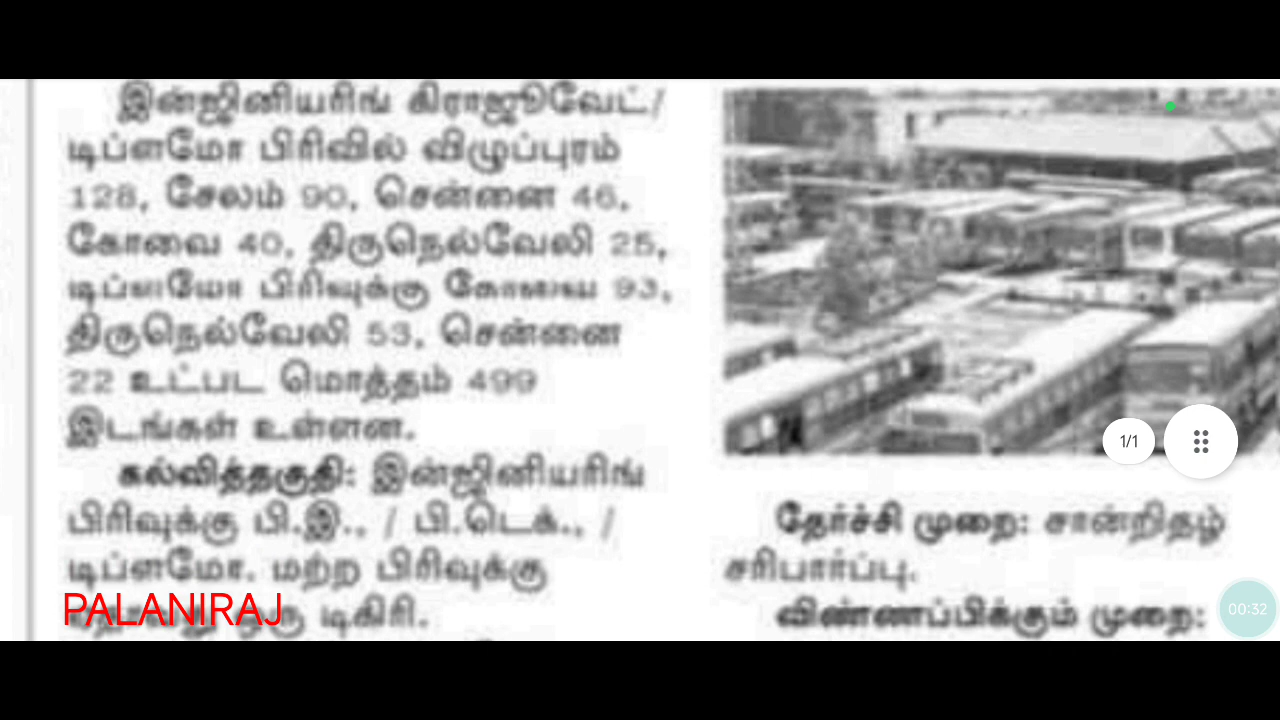 இன்ஜினியரிங் கிராஜூவேட்/
டிப்ளமோ பிரிவில் விழுப்புரம்
128, சேலம் 90, சென்னை 46,
கோவை 40, திருநெல்வேலி 25,
டிப்ளமோ பிரிவுக்கு கோவை 93,
திருநெல்வேலி 53, சென்னை
22 உட்பட மொத்தம் 499
இடங்கள் உள்ளன.
கல்வித்தகுதி: இன்ஜினியரிங்
பிரிவுக்கு பி.இ., / பி.டெக்., /
டிப்ளமோ. மற்ற பிரிவுக்கு
ஒரு டிகிரி.
PALANIRAJ
1/1
தேர்ச்சி முறை: சான்றிதழ்
சரிபார்ப்பு.
விண்ணப்பிக்கும் முறை:
00:32